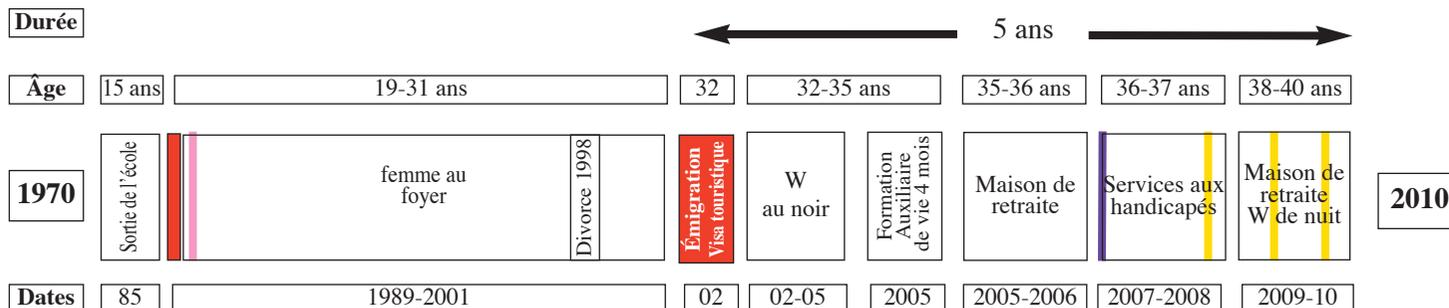 Durée
5 ans
Âge
15 ans
19-31 ans
32
32-35 ans
35-36 ans
36-37 ans
38-40 ans
1970
Sortie de l'école
femme au
foyer
Divorce 1998
Émigration
Visa touristique
W
au noir
Formation
Auxiliaire
de vie 4 mois
Maison de
retraite
Services aux
handicapés
Maison de
retraite
W de nuit
2010
Dates
85
1989-2001
02
02-05
2005
2005-2006
2007-2008
2009-10